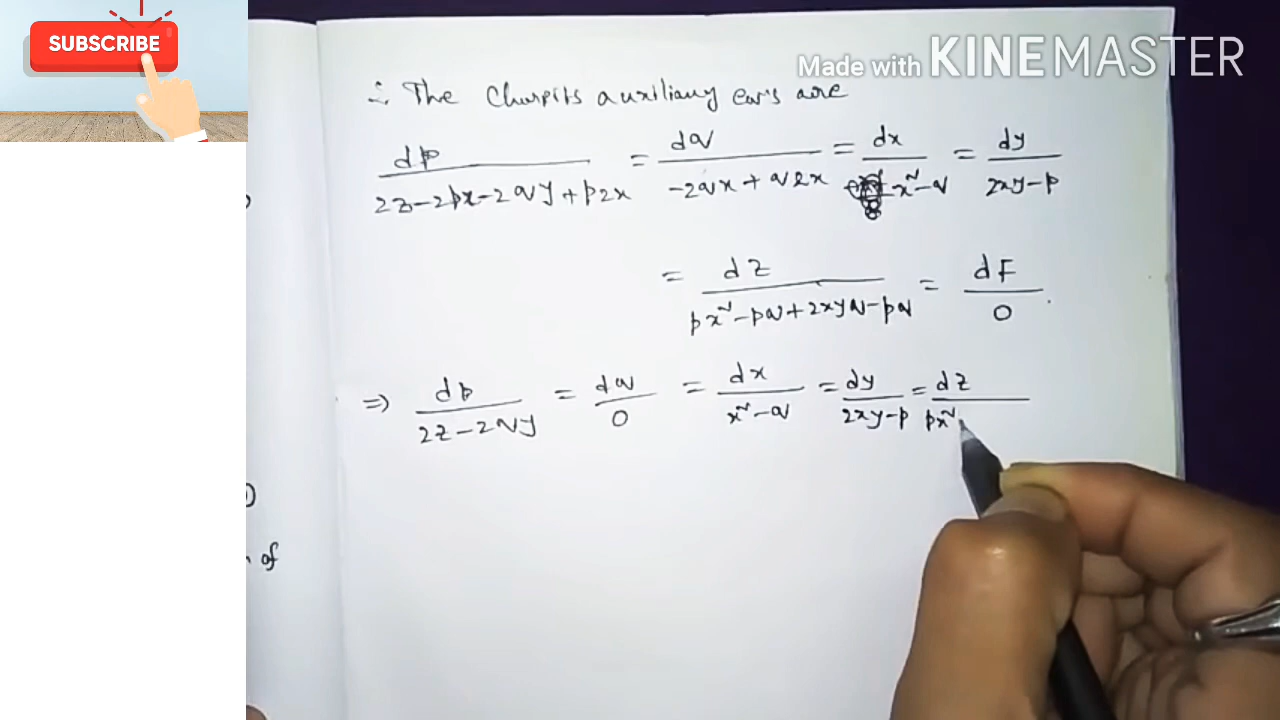 SUBSCRIBE
Made with KINEMASTER
∴ The Charpits auxiliary eqn's are
dp/(2z-2px-2qy+p2x) = dq/(-2qx+q2x) = dx/(x²-q) = dy/(2xy-p)
= dz/(px²-pq+2xyq-pq) = dF/0 .
⇒ dp/(2z-2qy) = dq/0 = dx/(x²-q) = dy/(2xy-p) = dz/(px²
)
of